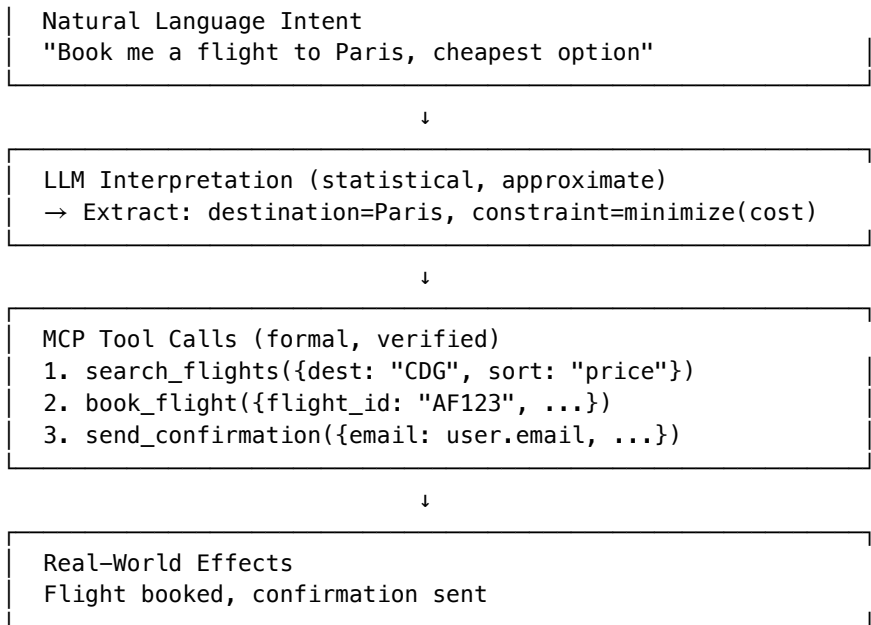 Natural Language Intent
"Book me a flight to Paris, cheapest option"
↓
LLM Interpretation (statistical, approximate)
→ Extract: destination=Paris, constraint=minimize(cost)
↓
MCP Tool Calls (formal, verified)
1. search_flights({dest: "CDG", sort: "price"})
2. book_flight({flight_id: "AF123", ...})
3. send_confirmation({email: user.email, ...})
↓
Real-World Effects
Flight booked, confirmation sent